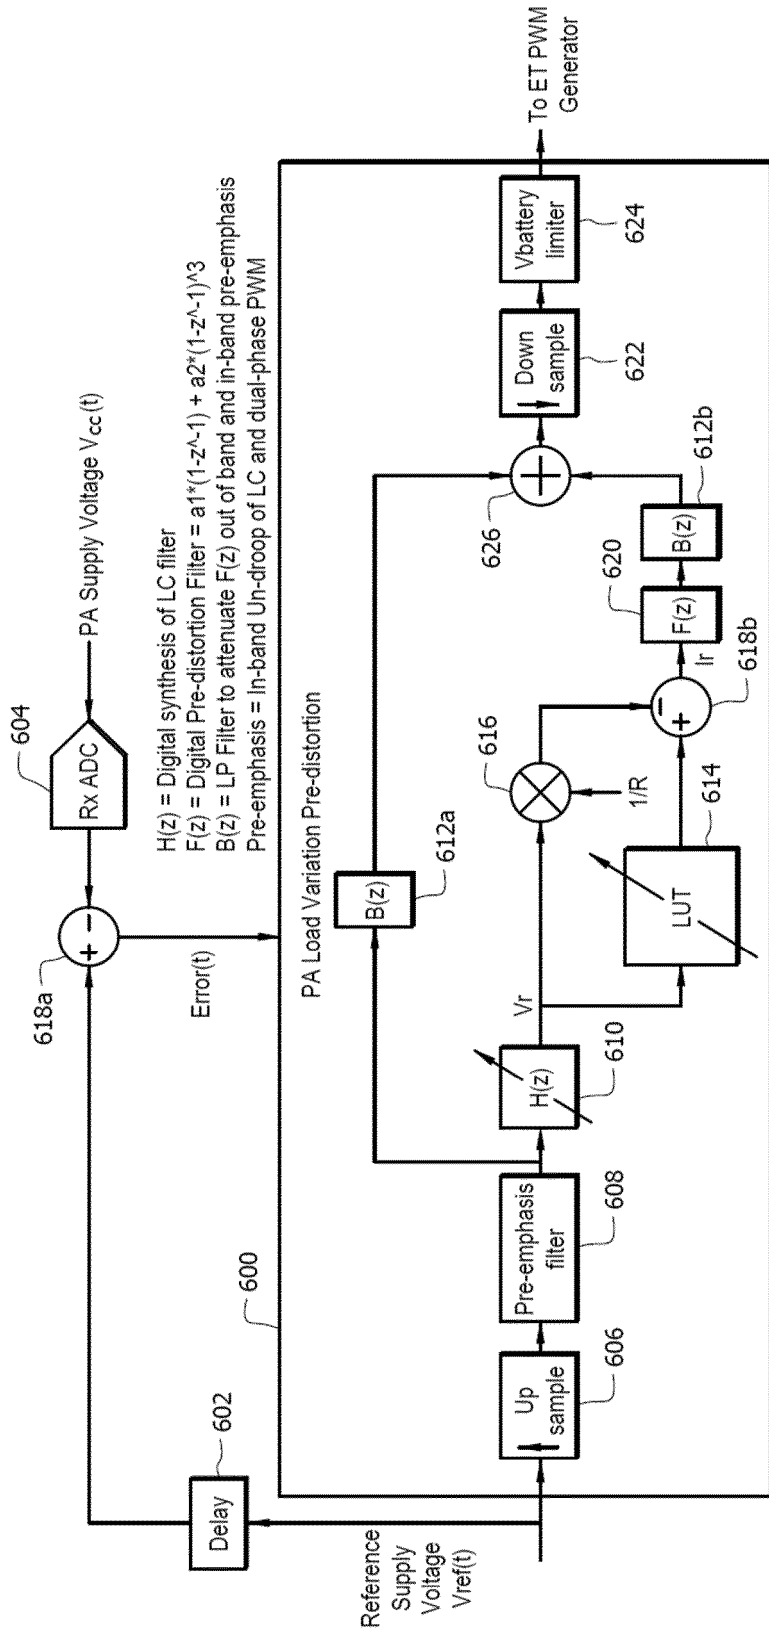 PA Supply Voltage Vcc(t)
604
Rx ADC
618a
+
−
Error(t)
602
Delay
H(z) = Digital synthesis of LC filter
F(z) = Digital Pre-distortion Filter = a1*(1-z^-1) + a2*(1-z^-1)^3
B(z) = LP Filter to attenuate F(z) out of band and in-band pre-emphasis
Pre-emphasis = In-band Un-droop of LC and dual-phase PWM
600
PA Load Variation Pre-distortion
B(z)
612a
Reference
Supply
Voltage
Vref(t)
Up
sample
606
Pre-emphasis
filter
608
H(z)
610
Vr
616
1/R
LUT
614
+
−
618b
Ir
F(z)
620
B(z)
612b
+
626
Down
sample
622
Vbattery
limiter
624
To ET PWM
Generator